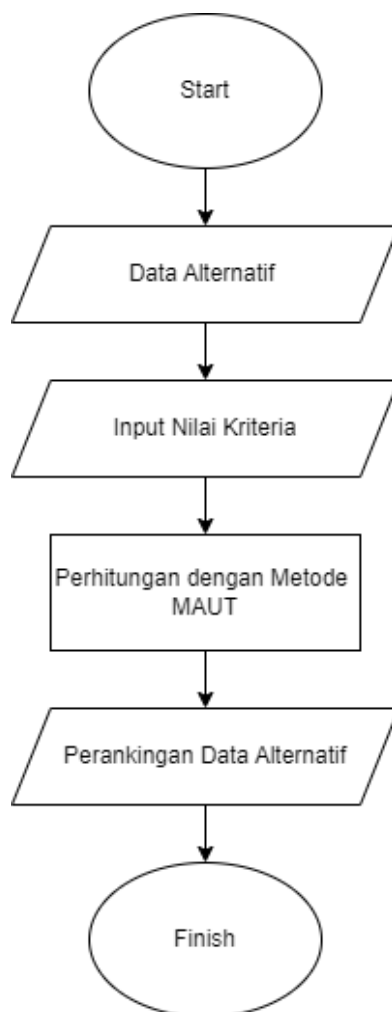 Start
Data Alternatif
Input Nilai Kriteria
Perhitungan dengan Metode
MAUT
Perankingan Data Alternatif
Finish